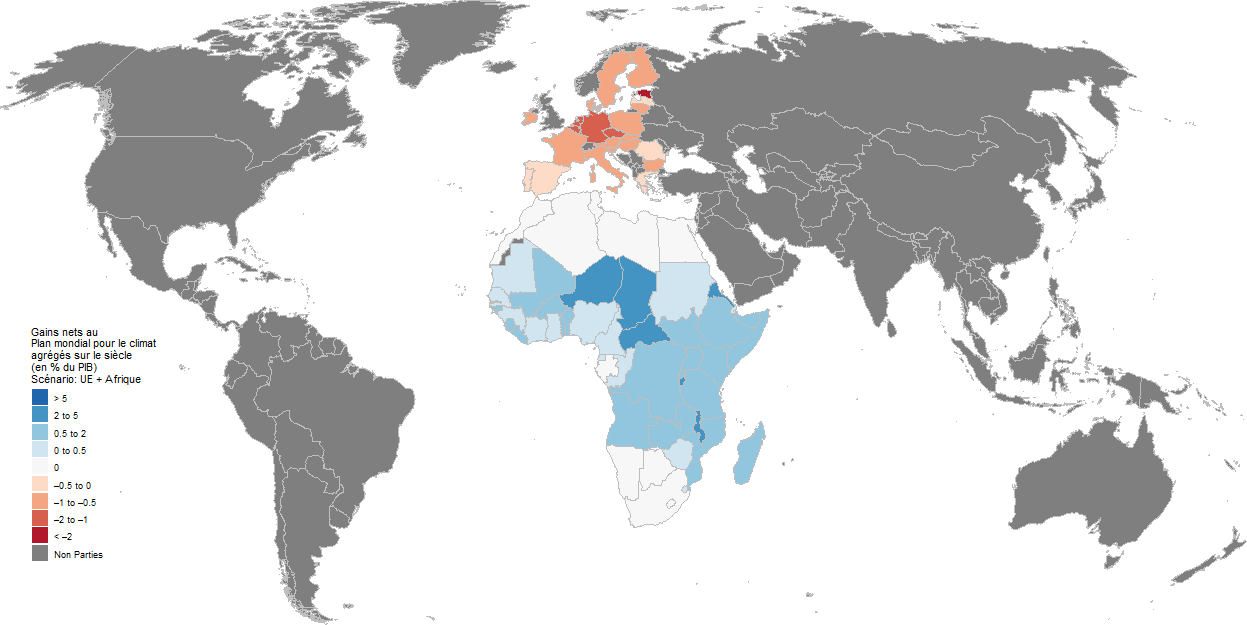 Gains nets au
Plan mondial pour le climat
agrégés sur le siècle
(en % du PIB)
Scénario: UE + Afrique
> 5
2 to 5
0.5 to 2
0 to 0.5
0
–0.5 to 0
–1 to –0.5
–2 to –1
< –2
Non Parties